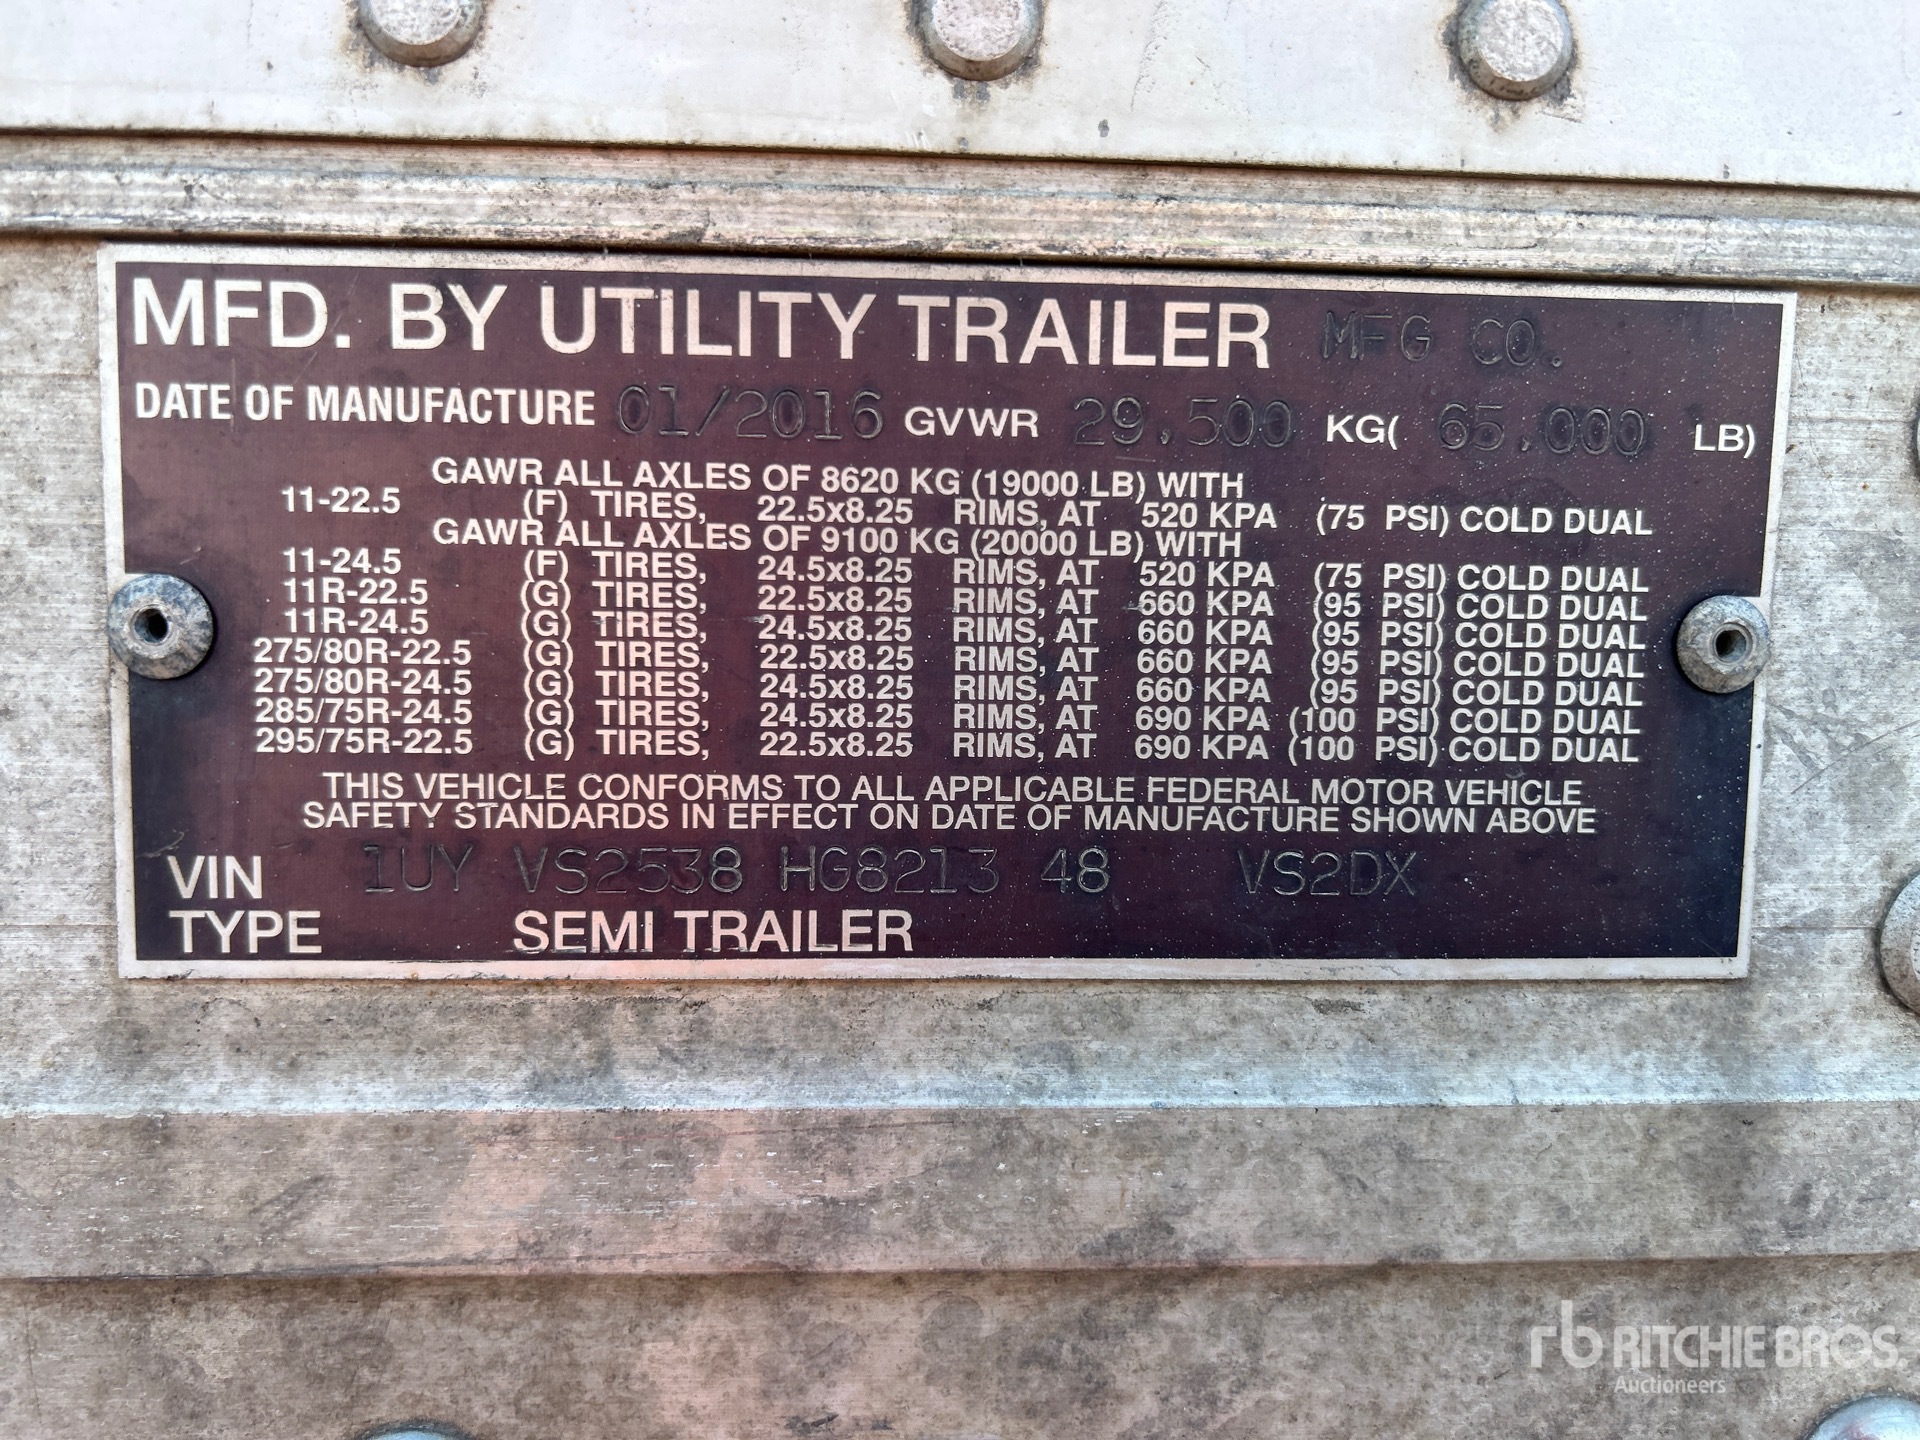 MFD. BY UTILITY TRAILER MFG CO.
DATE OF MANUFACTURE 01/2016 GVWR 29,500 KG( 65,000 LB)
GAWR ALL AXLES OF 8620 KG (19000 LB) WITH
11-22.5 (F) TIRES, 22.5x8.25 RIMS, AT 520 KPA (75 PSI) COLD DUAL
GAWR ALL AXLES OF 9100 KG (20000 LB) WITH
11-24.5 (F) TIRES, 24.5x8.25 RIMS, AT 520 KPA (75 PSI) COLD DUAL
11R-22.5 (G) TIRES, 22.5x8.25 RIMS, AT 660 KPA (95 PSI) COLD DUAL
11R-24.5 (G) TIRES, 24.5x8.25 RIMS, AT 660 KPA (95 PSI) COLD DUAL
275/80R-22.5 (G) TIRES, 22.5x8.25 RIMS, AT 660 KPA (95 PSI) COLD DUAL
275/80R-24.5 (G) TIRES, 24.5x8.25 RIMS, AT 660 KPA (95 PSI) COLD DUAL
285/75R-24.5 (G) TIRES, 24.5x8.25 RIMS, AT 690 KPA (100 PSI) COLD DUAL
295/75R-22.5 (G) TIRES, 22.5x8.25 RIMS, AT 690 KPA (100 PSI) COLD DUAL
THIS VEHICLE CONFORMS TO ALL APPLICABLE FEDERAL MOTOR VEHICLE
SAFETY STANDARDS IN EFFECT ON DATE OF MANUFACTURE SHOWN ABOVE
VIN 1UY VS2538 HG8213 48 VS2DX
TYPE SEMI TRAILER
rb RITCHIE BROS.
Auctioneers